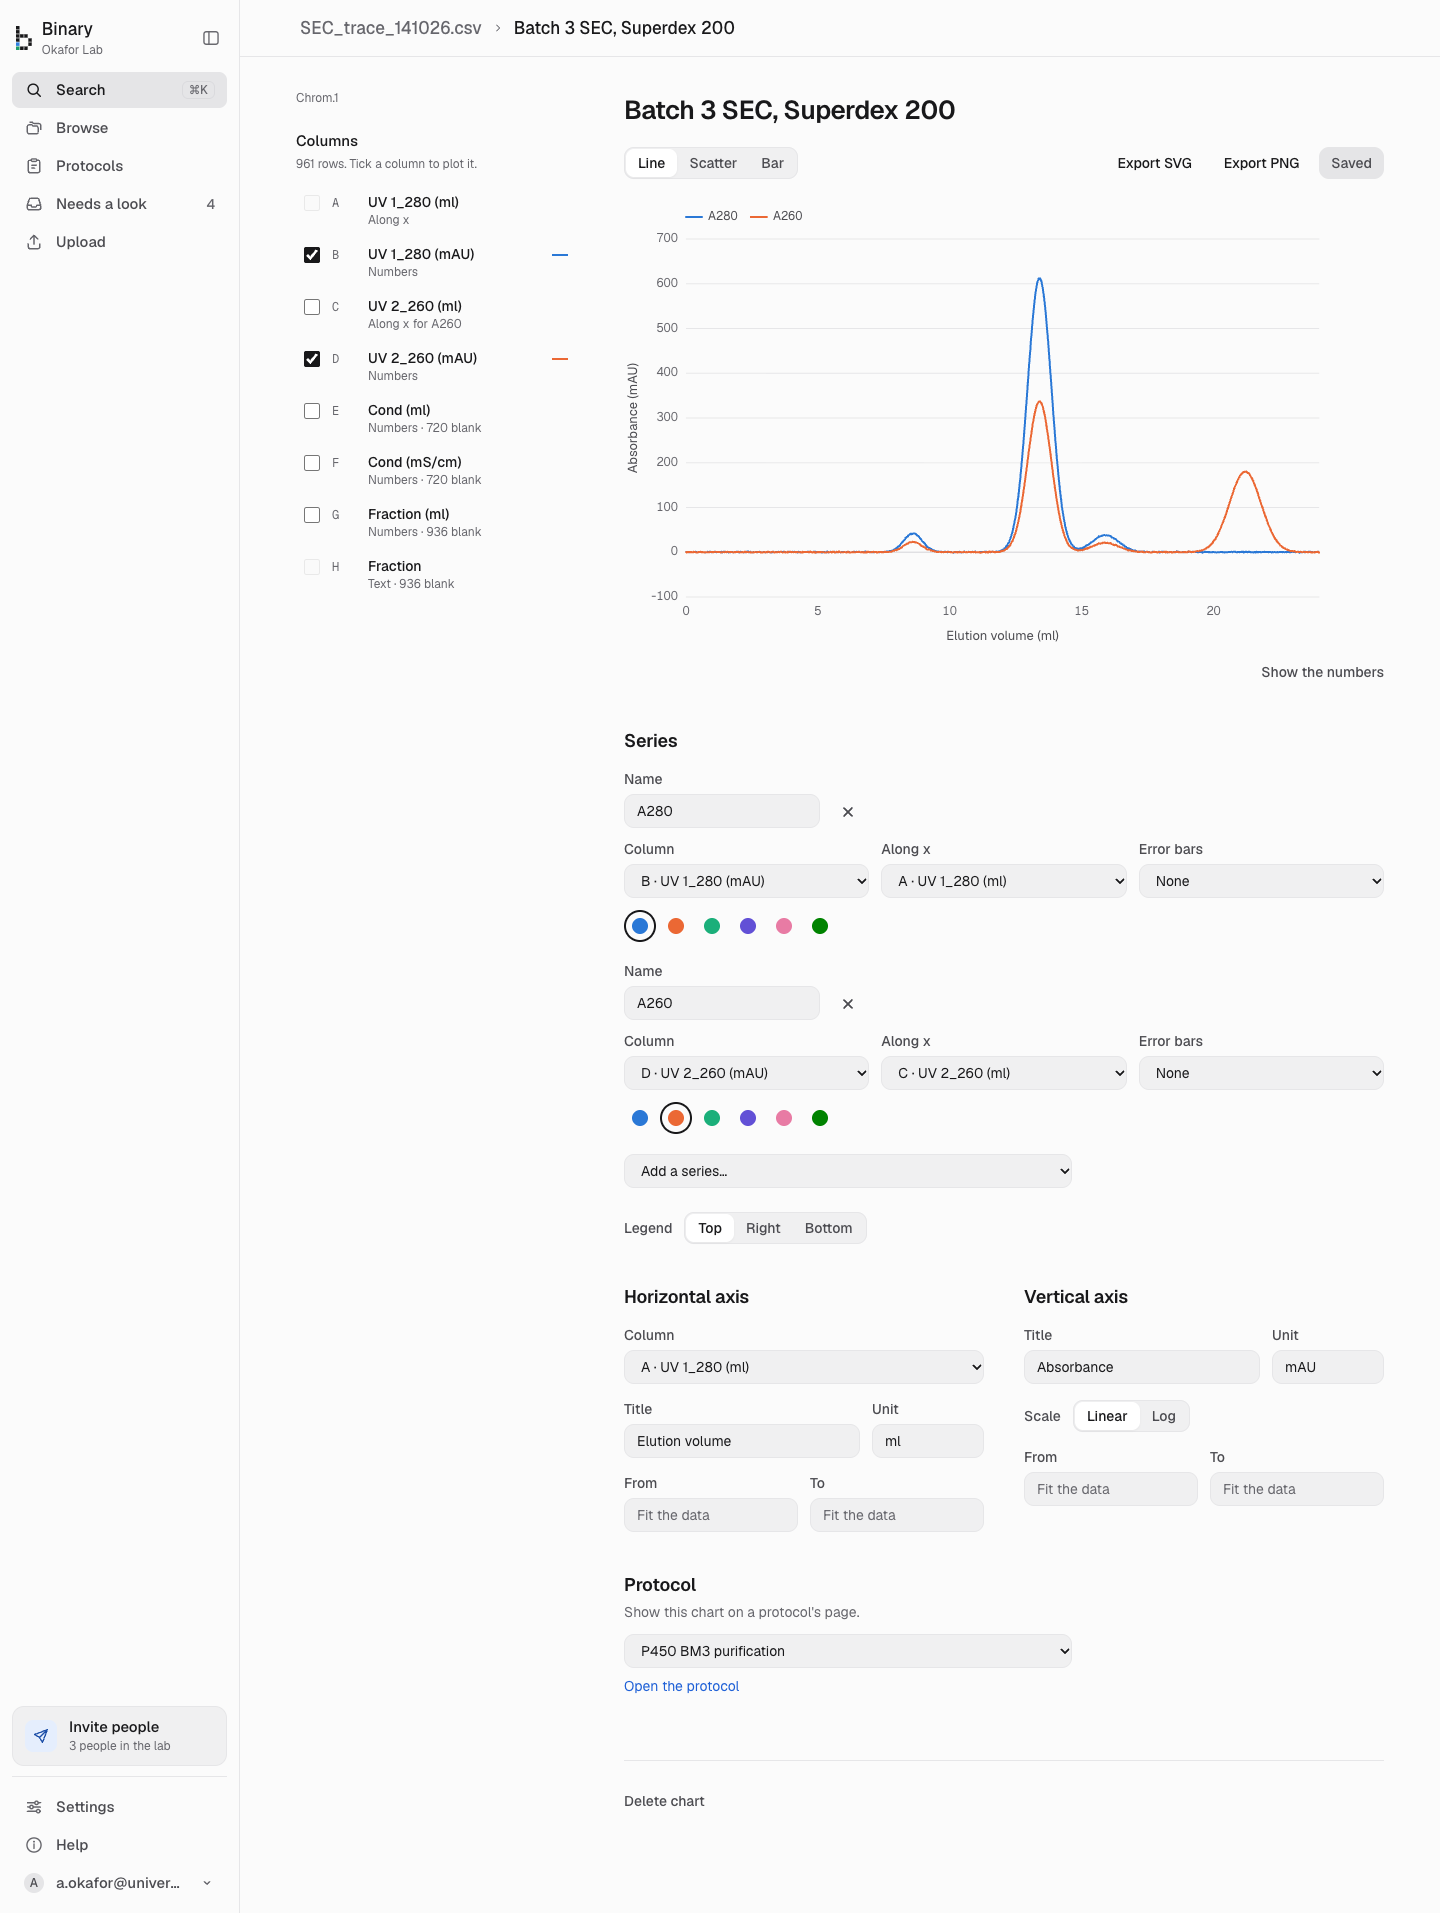 Binary
Okafor Lab
Search ⌘K
Browse
Protocols
Needs a look 4
Upload
Invite people
3 people in the lab
Settings
Help
A a.okafor@univer...
SEC_trace_141026.csv › Batch 3 SEC, Superdex 200
Chrom.1
Columns
961 rows. Tick a column to plot it.
A UV 1_280 (ml)
Along x
B UV 1_280 (mAU)
Numbers
C UV 2_260 (ml)
Along x for A260
D UV 2_260 (mAU)
Numbers
E Cond (ml)
Numbers · 720 blank
F Cond (mS/cm)
Numbers · 720 blank
G Fraction (ml)
Numbers · 936 blank
H Fraction
Text · 936 blank
Batch 3 SEC, Superdex 200
Line Scatter Bar Export SVG Export PNG Saved
A280 A260
700
600
500
400
300
200
100
0
-100
Absorbance (mAU)
0 5 10 15 20
Elution volume (ml)
Show the numbers
Series
Name
A280
Column Along x Error bars
B · UV 1_280 (mAU) A · UV 1_280 (ml) None
Name
A260
Column Along x Error bars
D · UV 2_260 (mAU) C · UV 2_260 (ml) None
Add a series…
Legend Top Right Bottom
Horizontal axis
Column
A · UV 1_280 (ml)
Title Unit
Elution volume ml
From To
Fit the data Fit the data
Vertical axis
Title Unit
Absorbance mAU
Scale Linear Log
From To
Fit the data Fit the data
Protocol
Show this chart on a protocol's page.
P450 BM3 purification
Open the protocol
Delete chart